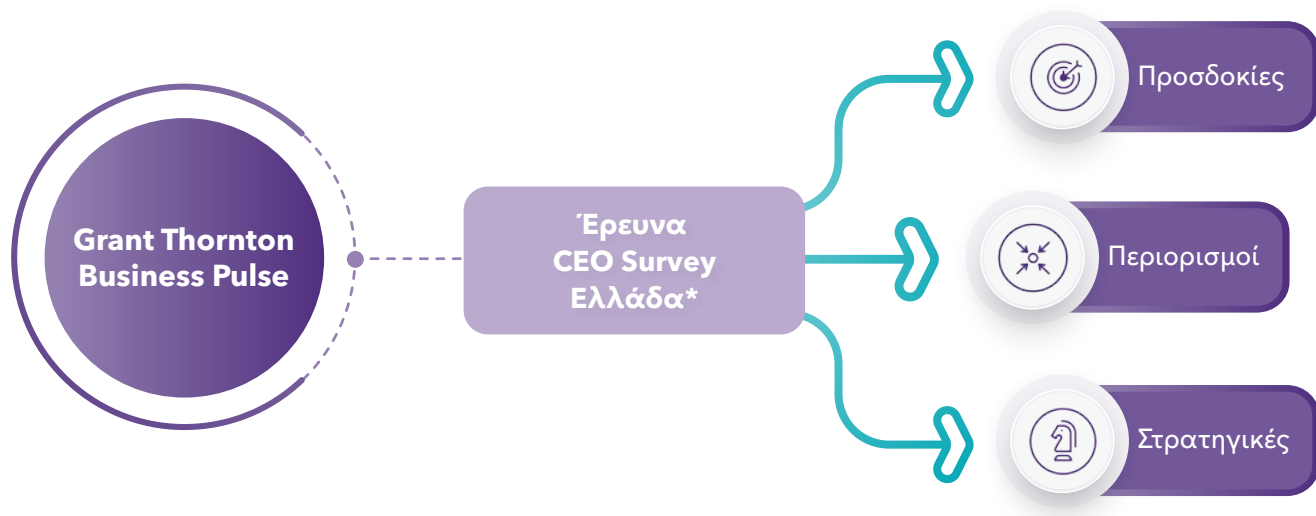 Grant Thornton
Business Pulse
Έρευνα
CEO Survey
Ελλάδα*
Προσδοκίες
Περιορισμοί
Στρατηγικές